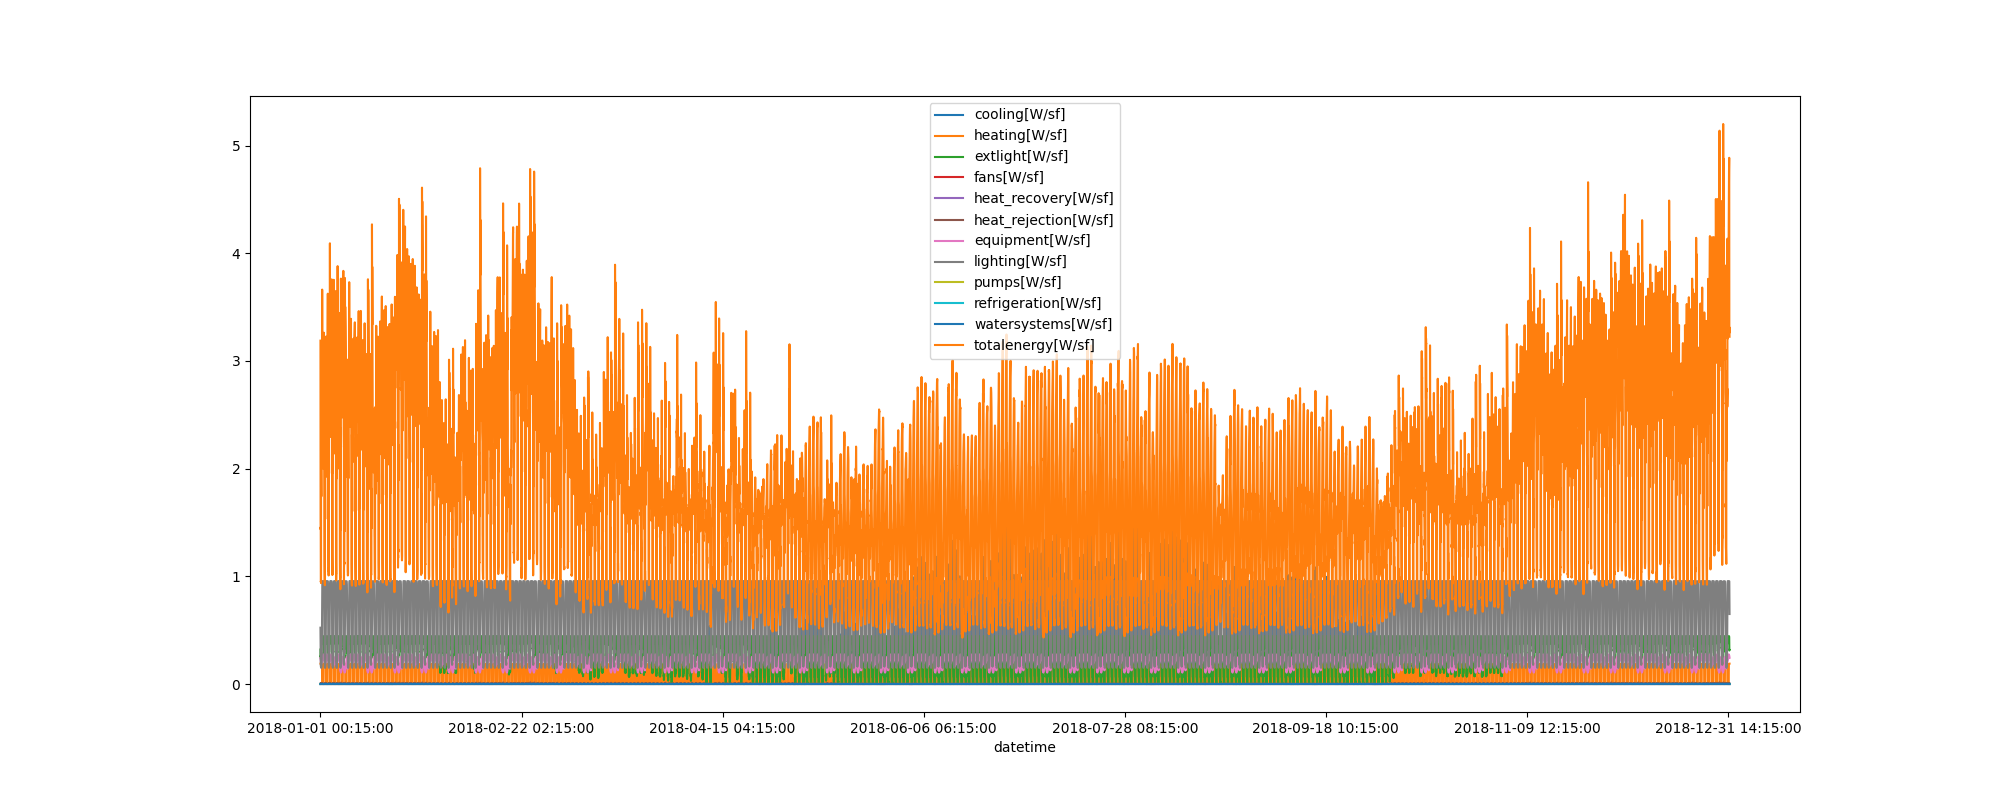 cooling[W/sf]
heating[W/sf]
extlight[W/sf]
fans[W/sf]
heat_recovery[W/sf]
heat_rejection[W/sf]
equipment[W/sf]
lighting[W/sf]
pumps[W/sf]
refrigeration[W/sf]
watersystems[W/sf]
totalenergy[W/sf]
5
4
3
2
1
0
2018-01-01 00:15:00 2018-02-22 02:15:00 2018-04-15 04:15:00 2018-06-06 06:15:00 2018-07-28 08:15:00 2018-09-18 10:15:00 2018-11-09 12:15:00 2018-12-31 14:15:00
datetime